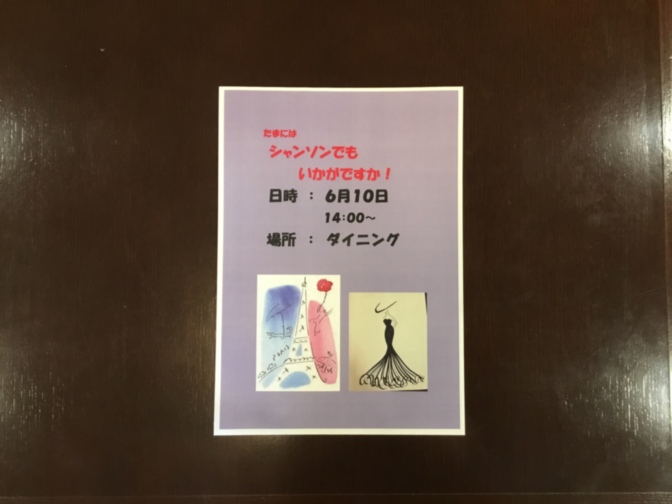 たまには
シャンソンでも
いかがですか！
日時 ： 6月10日
14:00～
場所 ： ダイニング